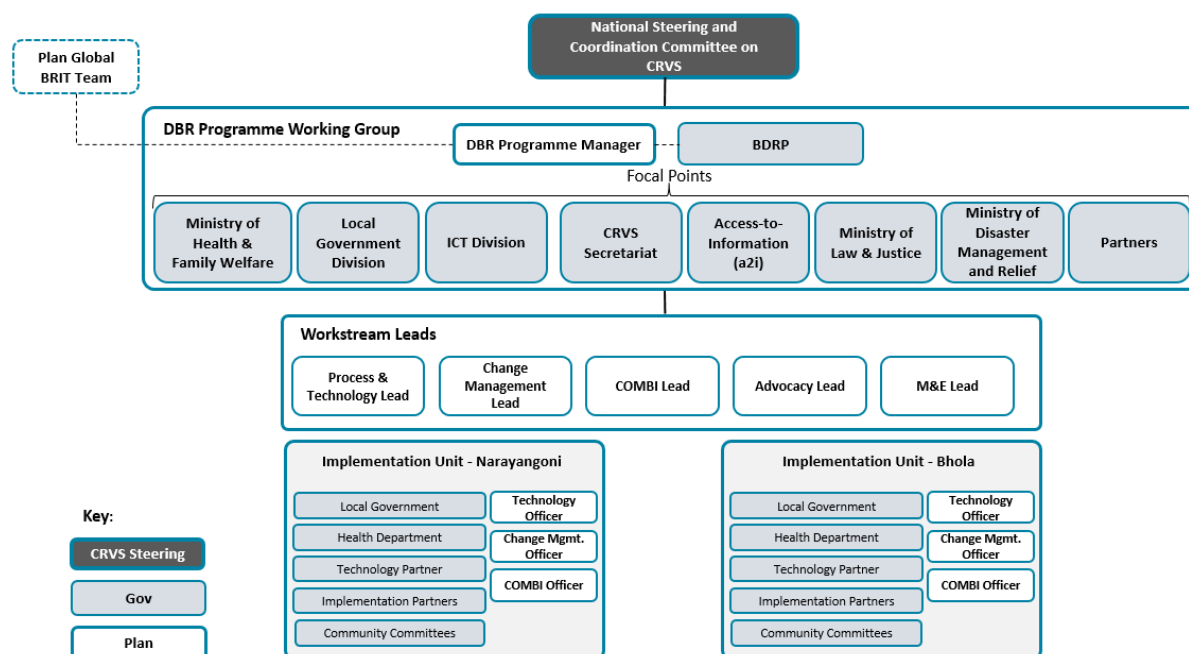 National Steering and
Coordination Committee on
CRVS
Plan Global
BRIT Team
DBR Programme Working Group
DBR Programme Manager
BDRP
Focal Points
Ministry of
Health &
Family Welfare
Local
Government
Division
ICT Division
CRVS
Secretariat
Access-to-
Information
(a2i)
Ministry of
Law & Justice
Ministry of
Disaster
Management
and Relief
Partners
Workstream Leads
Process &
Technology Lead
Change
Management
Lead
COMBI Lead
Advocacy Lead
M&E Lead
Implementation Unit - Narayangoni
Local Government
Health Department
Technology Partner
Implementation Partners
Community Committees
Technology
Officer
Change Mgmt.
Officer
COMBI Officer
Implementation Unit - Bhola
Local Government
Health Department
Technology Partner
Implementation Partners
Community Committees
Technology
Officer
Change Mgmt.
Officer
COMBI Officer
Key:
CRVS Steering
Gov
Plan